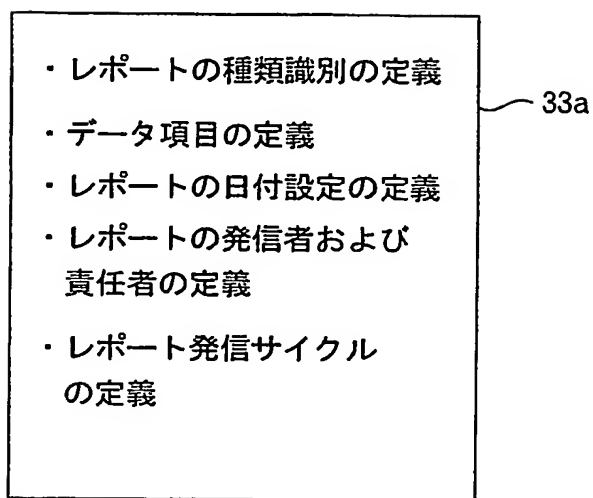 ・レポートの種類識別の定義
33a
・データ項目の定義
・レポートの日付設定の定義
・レポートの発信者および
責任者の定義
・レポート発信サイクル
の定義